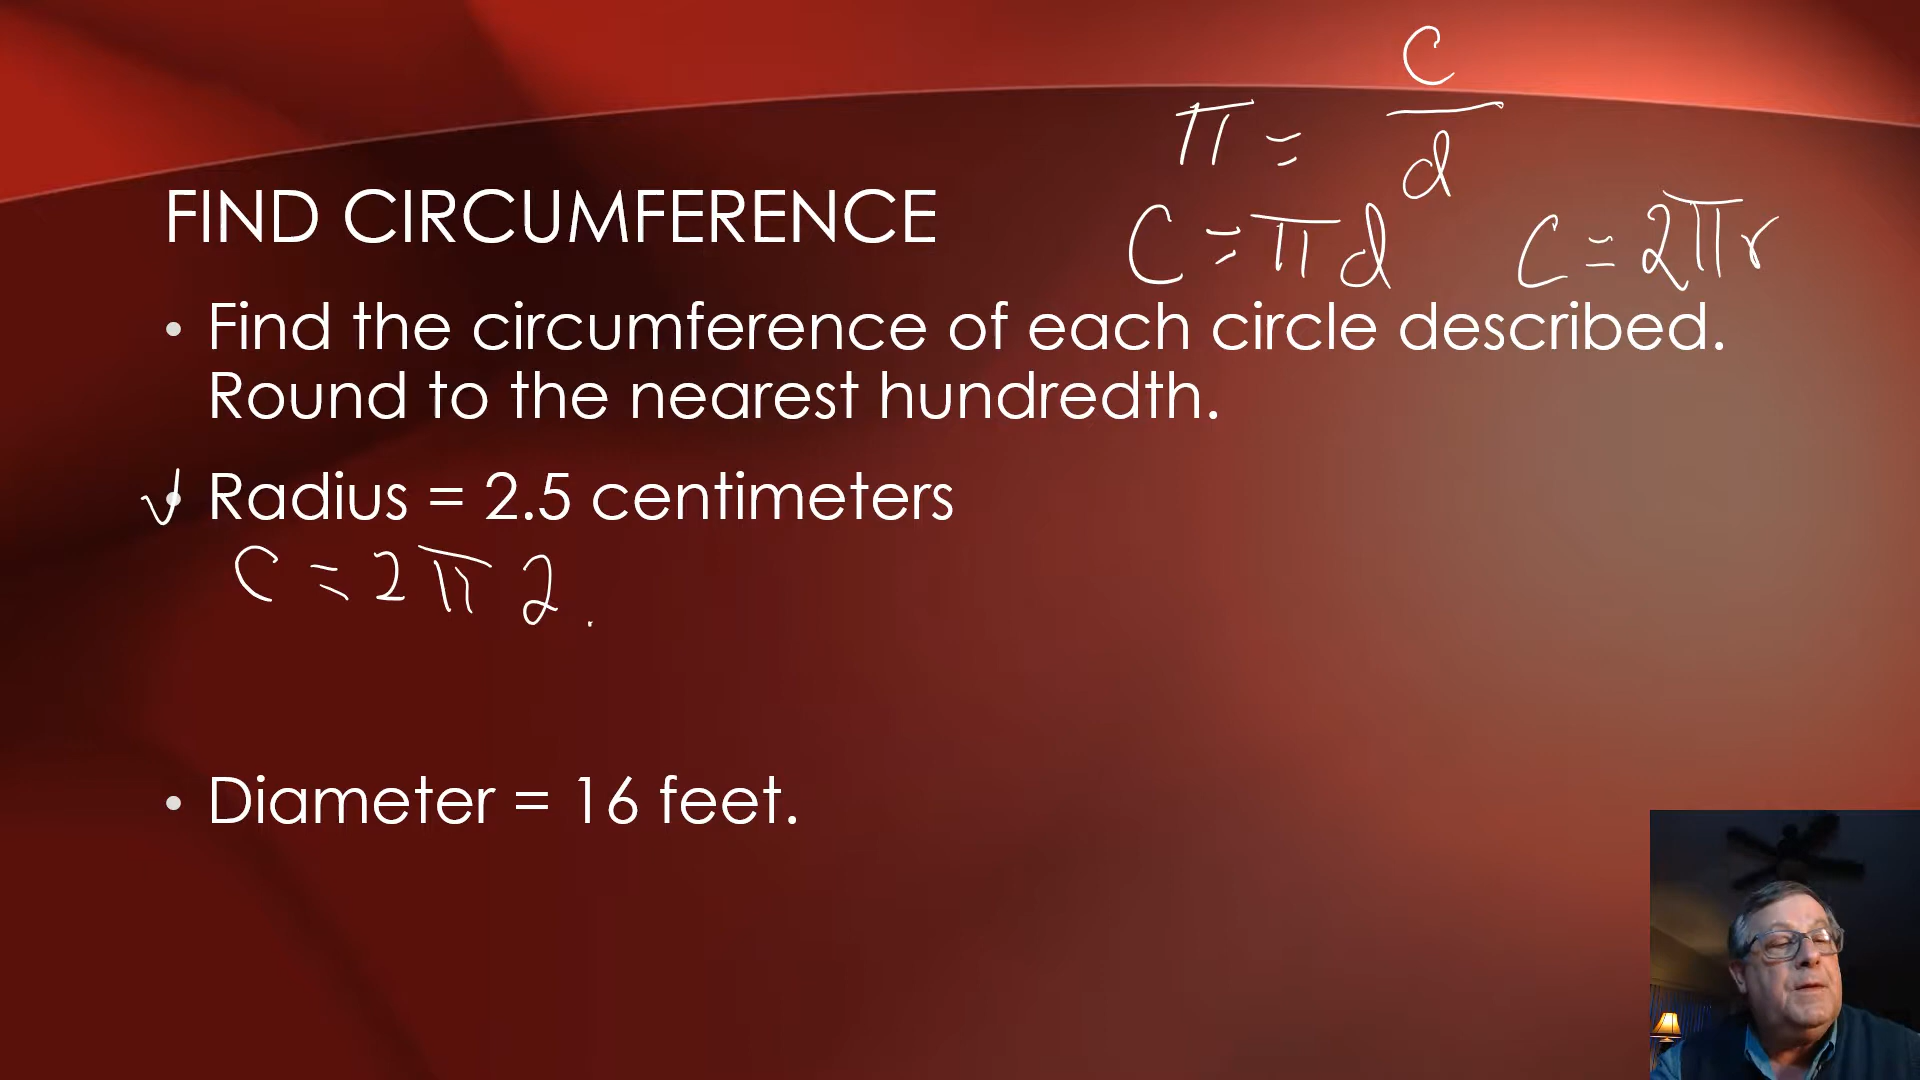 π = c/d
C = πd C = 2πr
FIND CIRCUMFERENCE
• Find the circumference of each circle described.
Round to the nearest hundredth.
• Radius = 2.5 centimeters
C = 2π 2.
• Diameter = 16 feet.